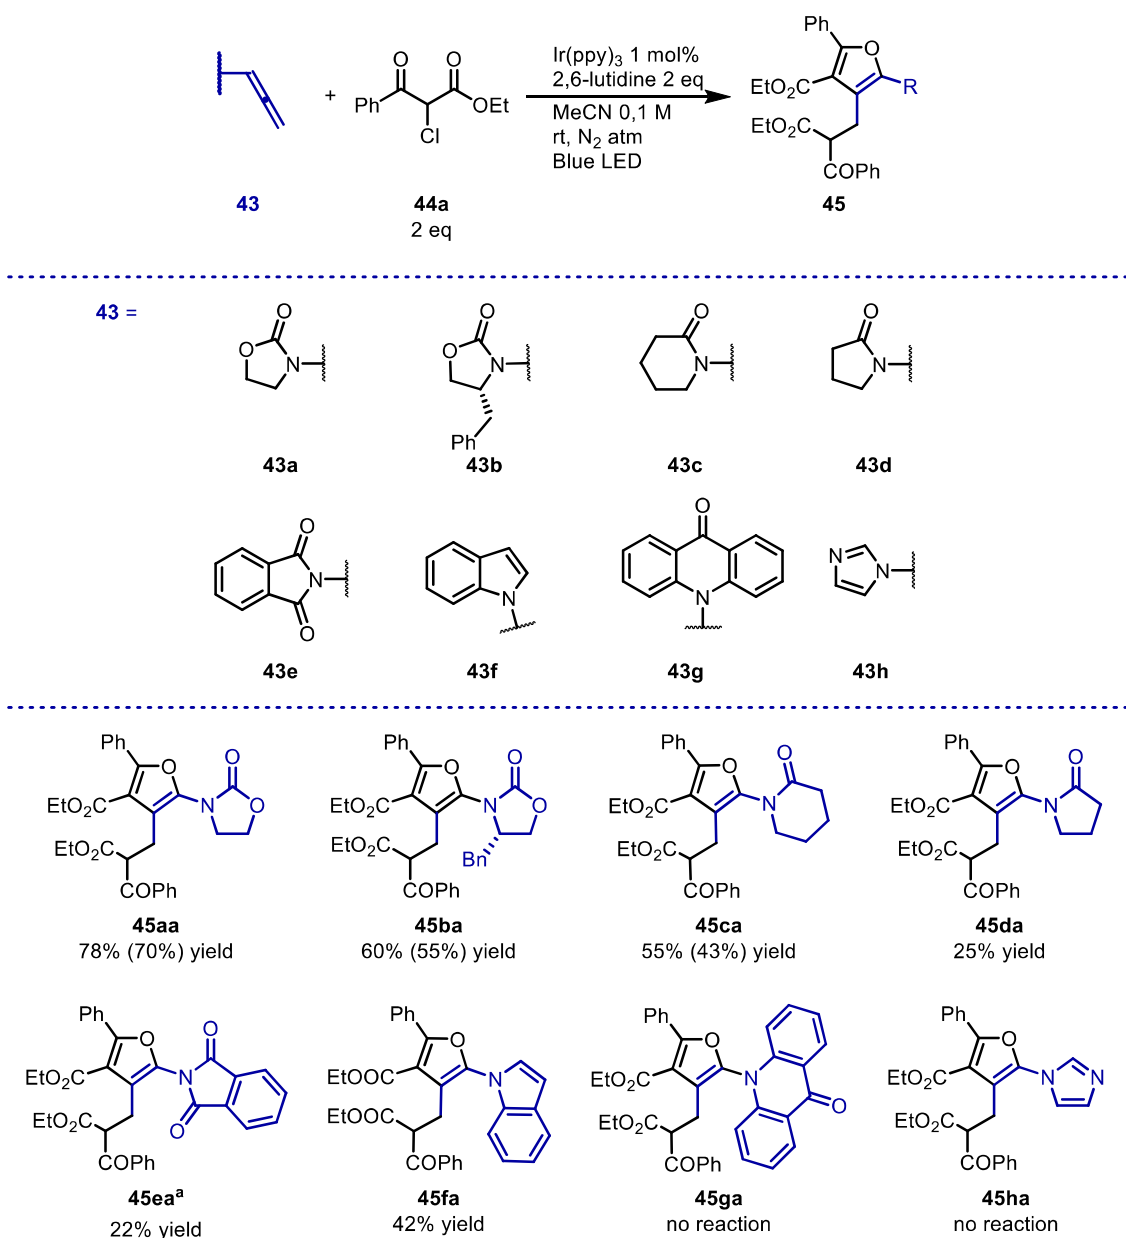 Ph O
Ir(ppy)3 1 mol%
2,6-lutidine 2 eq
O O
EtO2C R
+ Ph OEt
Cl
MeCN 0,1 M
rt, N2 atm
Blue LED
EtO2C
COPh
43 44a 45
2 eq
43 =
O O O O
O N O N N N
Ph
43a 43b 43c 43d
O O
N N
O N N N
43e 43f 43g 43h
Ph O O Ph O O Ph O O Ph O O
EtO2C N O EtO2C N O EtO2C N EtO2C N
EtO2C EtO2C Bn EtO2C EtO2C
COPh COPh COPh COPh
45aa 45ba 45ca 45da
78% (70%) yield 60% (55%) yield 55% (43%) yield 25% yield
Ph O O Ph O Ph O Ph O
EtO2C N EtOOC N EtO2C N O EtO2C N N
EtO2C O EtOOC EtO2C EtO2C
COPh COPh COPh COPh
45eaa 45fa 45ga 45ha
22% yield 42% yield no reaction no reaction